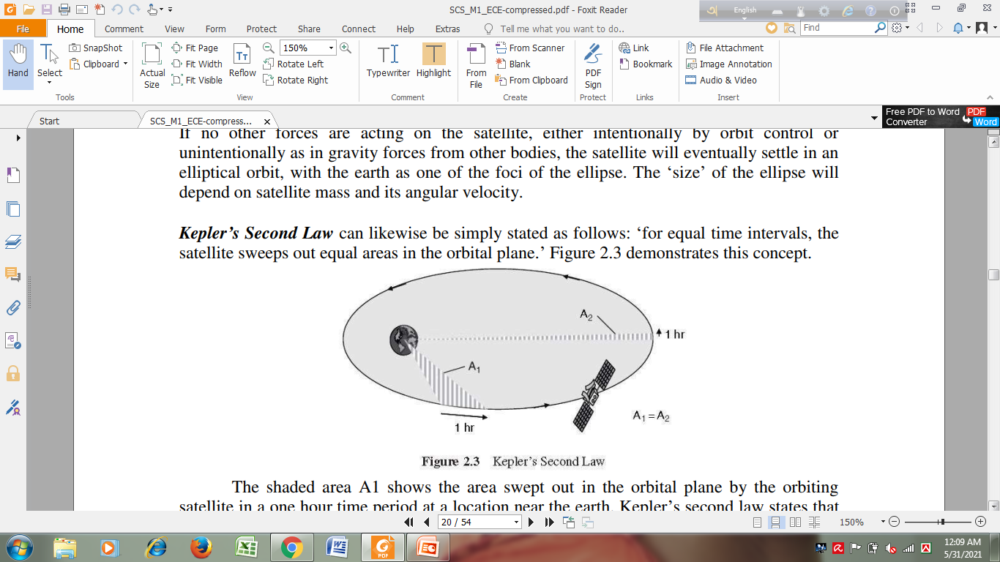 SCS_M1_ECE-compressed.pdf - Foxit Reader
English
File Home Comment View Form Protect Share Connect Help Extras Tell me what you want to do.. Find
Hand
Select
SnapShot
Clipboard
Actual
Size
Fit Page
Fit Width
Fit Visible
Reflow
150%
Rotate Left
Rotate Right
Typewriter
Highlight
From
File
From Scanner
Blank
From Clipboard
PDF
Sign
Link
Bookmark
File Attachment
Image Annotation
Audio & Video
Tools View Comment Create Protect Links Insert
Start
SCS_M1_ECE-compress...
Free PDF to Word
Converter
PDF
Word
If no other forces are acting on the satellite, either intentionally by orbit control or
unintentionally as in gravity forces from other bodies, the satellite will eventually settle in an
elliptical orbit, with the earth as one of the foci of the ellipse. The ‘size’ of the ellipse will
depend on satellite mass and its angular velocity.
Kepler’s Second Law can likewise be simply stated as follows: ‘for equal time intervals, the
satellite sweeps out equal areas in the orbital plane.’ Figure 2.3 demonstrates this concept.
A2
1 hr
A1
1 hr
A1 = A2
Figure 2.3 Kepler’s Second Law
The shaded area A1 shows the area swept out in the orbital plane by the orbiting
satellite in a one hour time period at a location near the earth. Kepler’s second law states that
20 / 54
150%
PDF
12:09 AM
5/31/2021